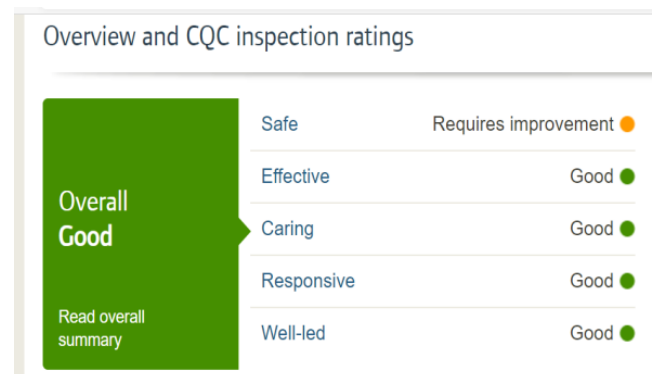 Overview and CQC inspection ratings
Overall
Good
Read overall
summary
Safe Requires improvement
Effective Good
Caring Good
Responsive Good
Well-led Good